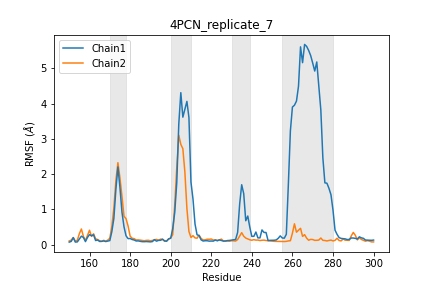 4PCN_replicate_7
Chain1
Chain2
RMSF (Å)
5
4
3
2
1
0
160 180 200 220 240 260 280 300
Residue